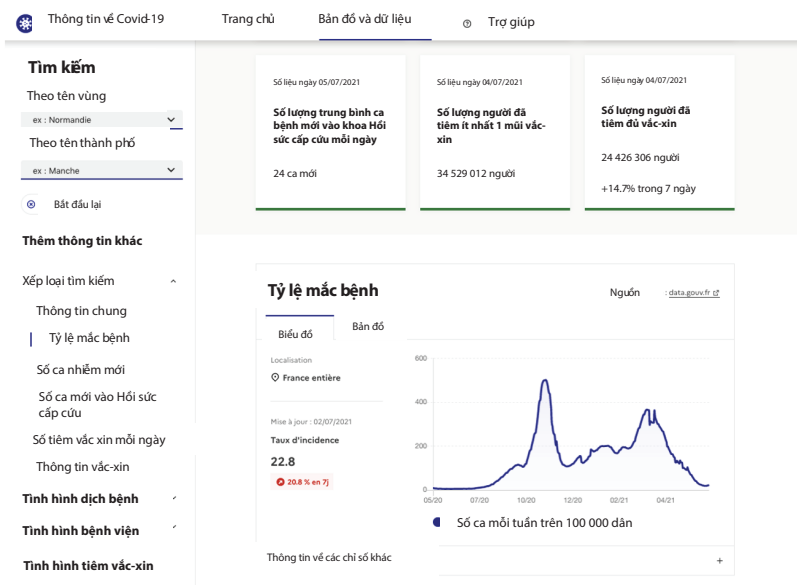 Thông tin về Covid-19
Trang chủ
Bản đồ và dữ liệu
Trợ giúp
Tìm kiếm
Theo tên vùng
ex : Normandie
Theo tên thành phố
ex : Manche
Bắt đầu lại
Thêm thông tin khác
Xếp loại tìm kiếm
Thông tin chung
Tỷ lệ mắc bệnh
Số ca nhiễm mới
Số ca mới vào Hồi sức
cấp cứu
Số tiêm vắc xin mỗi ngày
Thông tin vắc-xin
Tình hình dịch bệnh
Tình hình bệnh viện
Tình hình tiêm vắc-xin
Số liệu ngày 05/07/2021
Số lượng trung bình ca
bệnh mới vào khoa Hồi
sức cấp cứu mỗi ngày
24 ca mới
Số liệu ngày 04/07/2021
Số lượng người đã
tiêm ít nhất 1 mũi vắc-
xin
34 529 012 người
Số liệu ngày 04/07/2021
Số lượng người đã
tiêm đủ vắc-xin
24 426 306 người
+14.7% trong 7 ngày
Tỷ lệ mắc bệnh
Nguồn : data.gouv.fr
Biểu đồ
Bản đồ
Localisation
France entière
Mise à jour : 02/07/2021
Taux d'incidence
22.8
20.8 % en 7j
600
400
200
0
05/20 07/20 10/20 12/20 02/21 04/21
Số ca mỗi tuần trên 100 000 dân
Thông tin về các chỉ số khác
+